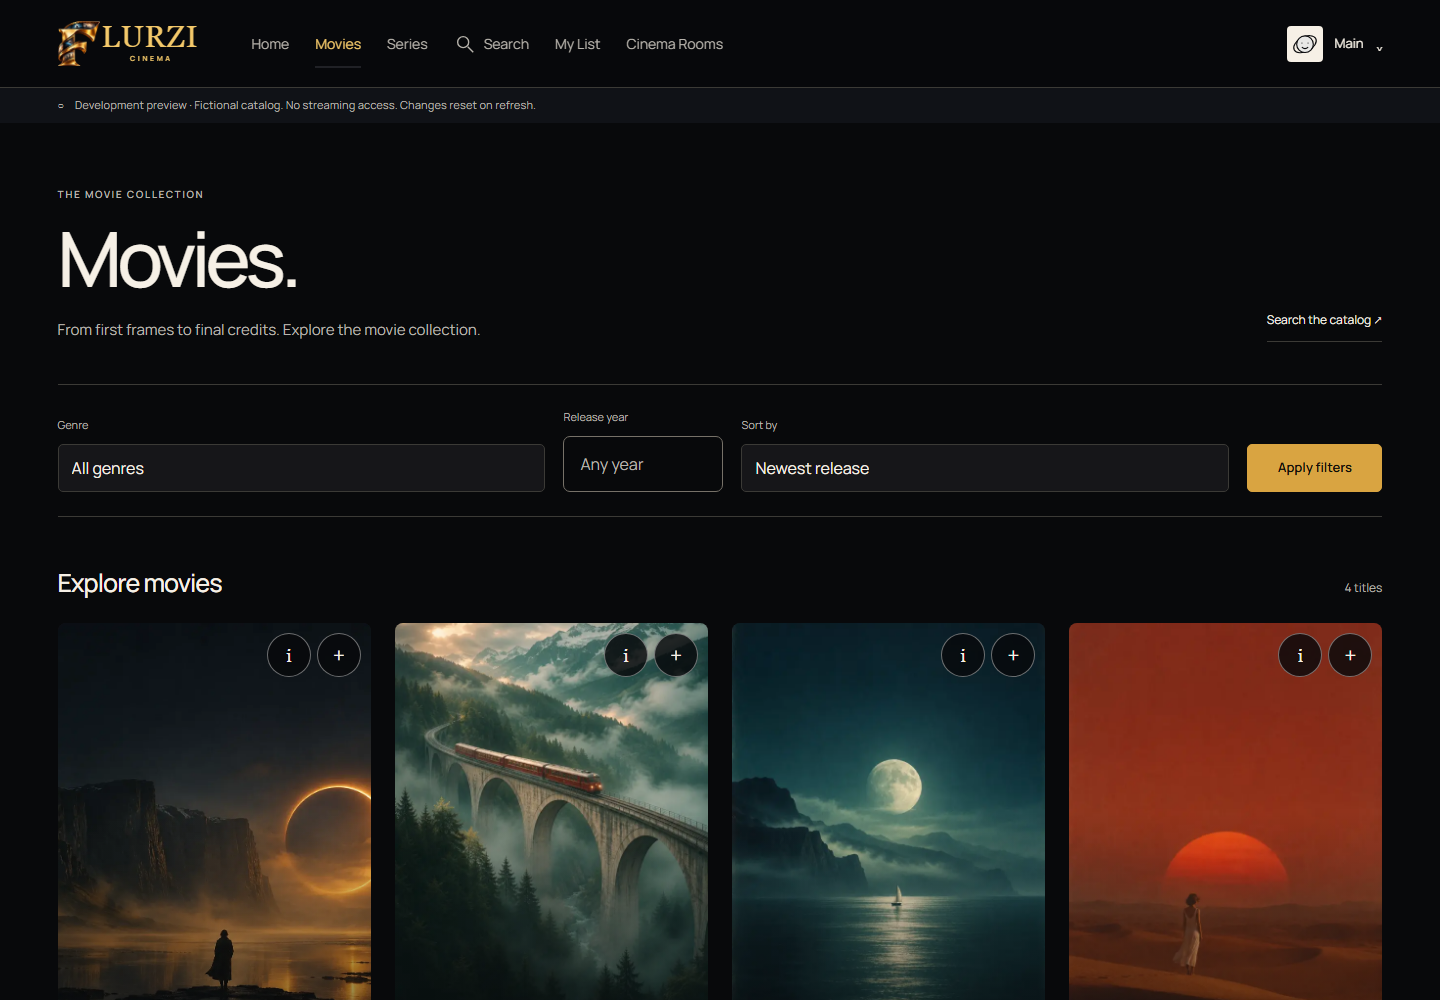 FLURZI
CINEMA
Home
Movies
Series
Search
My List
Cinema Rooms
Main
Development preview · Fictional catalog. No streaming access. Changes reset on refresh.
THE MOVIE COLLECTION
Movies.
From first frames to final credits. Explore the movie collection.
Search the catalog ↗
Genre
Release year
Sort by
All genres
Any year
Newest release
Apply filters
Explore movies
4 titles
i +
i +
i +
i +